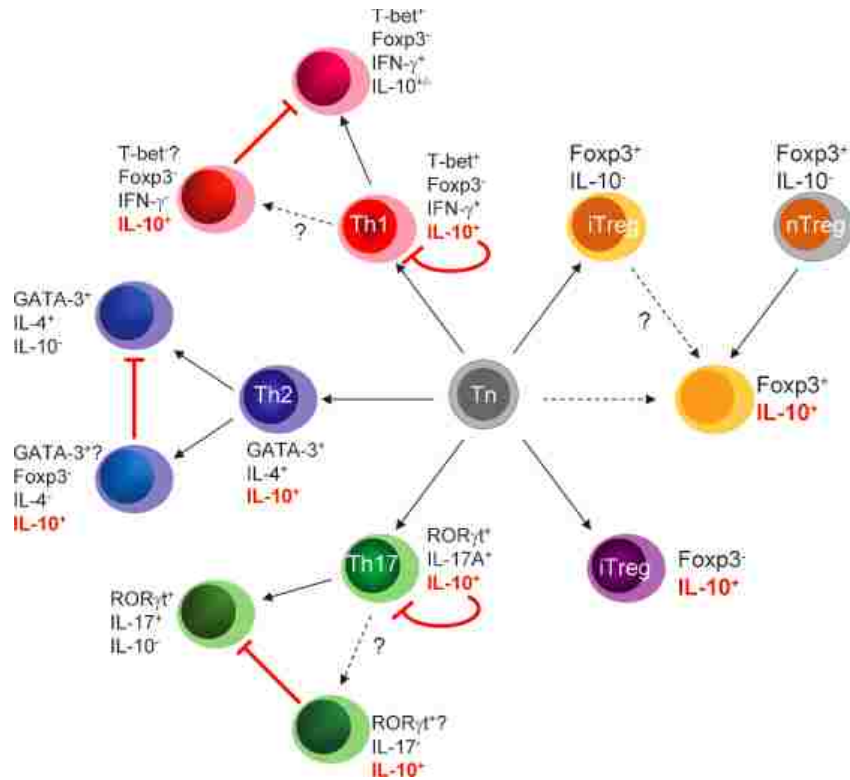 T-bet⁺
Foxp3⁻
IFN-γ⁺
IL-10⁺/⁻
T-bet⁻?
Foxp3⁻
IFN-γ⁻
IL-10⁺
?
Th1
T-bet⁺
Foxp3⁻
IFN-γ⁺
IL-10⁺
Foxp3⁺
IL-10⁻
iTreg
Foxp3⁺
IL-10⁻
nTreg
?
GATA-3⁺
IL-4⁺
IL-10⁻
Th2
GATA-3⁺
IL-4⁺
IL-10⁺
Tn
Foxp3⁺
IL-10⁺
GATA-3⁺?
Foxp3⁻
IL-4⁻
IL-10⁺
Th17
RORγt⁺
IL-17A⁺
IL-10⁺
iTreg
Foxp3⁻
IL-10⁺
RORγt⁺
IL-17⁺
IL-10⁻
?
RORγt⁺?
IL-17⁻
IL-10⁺